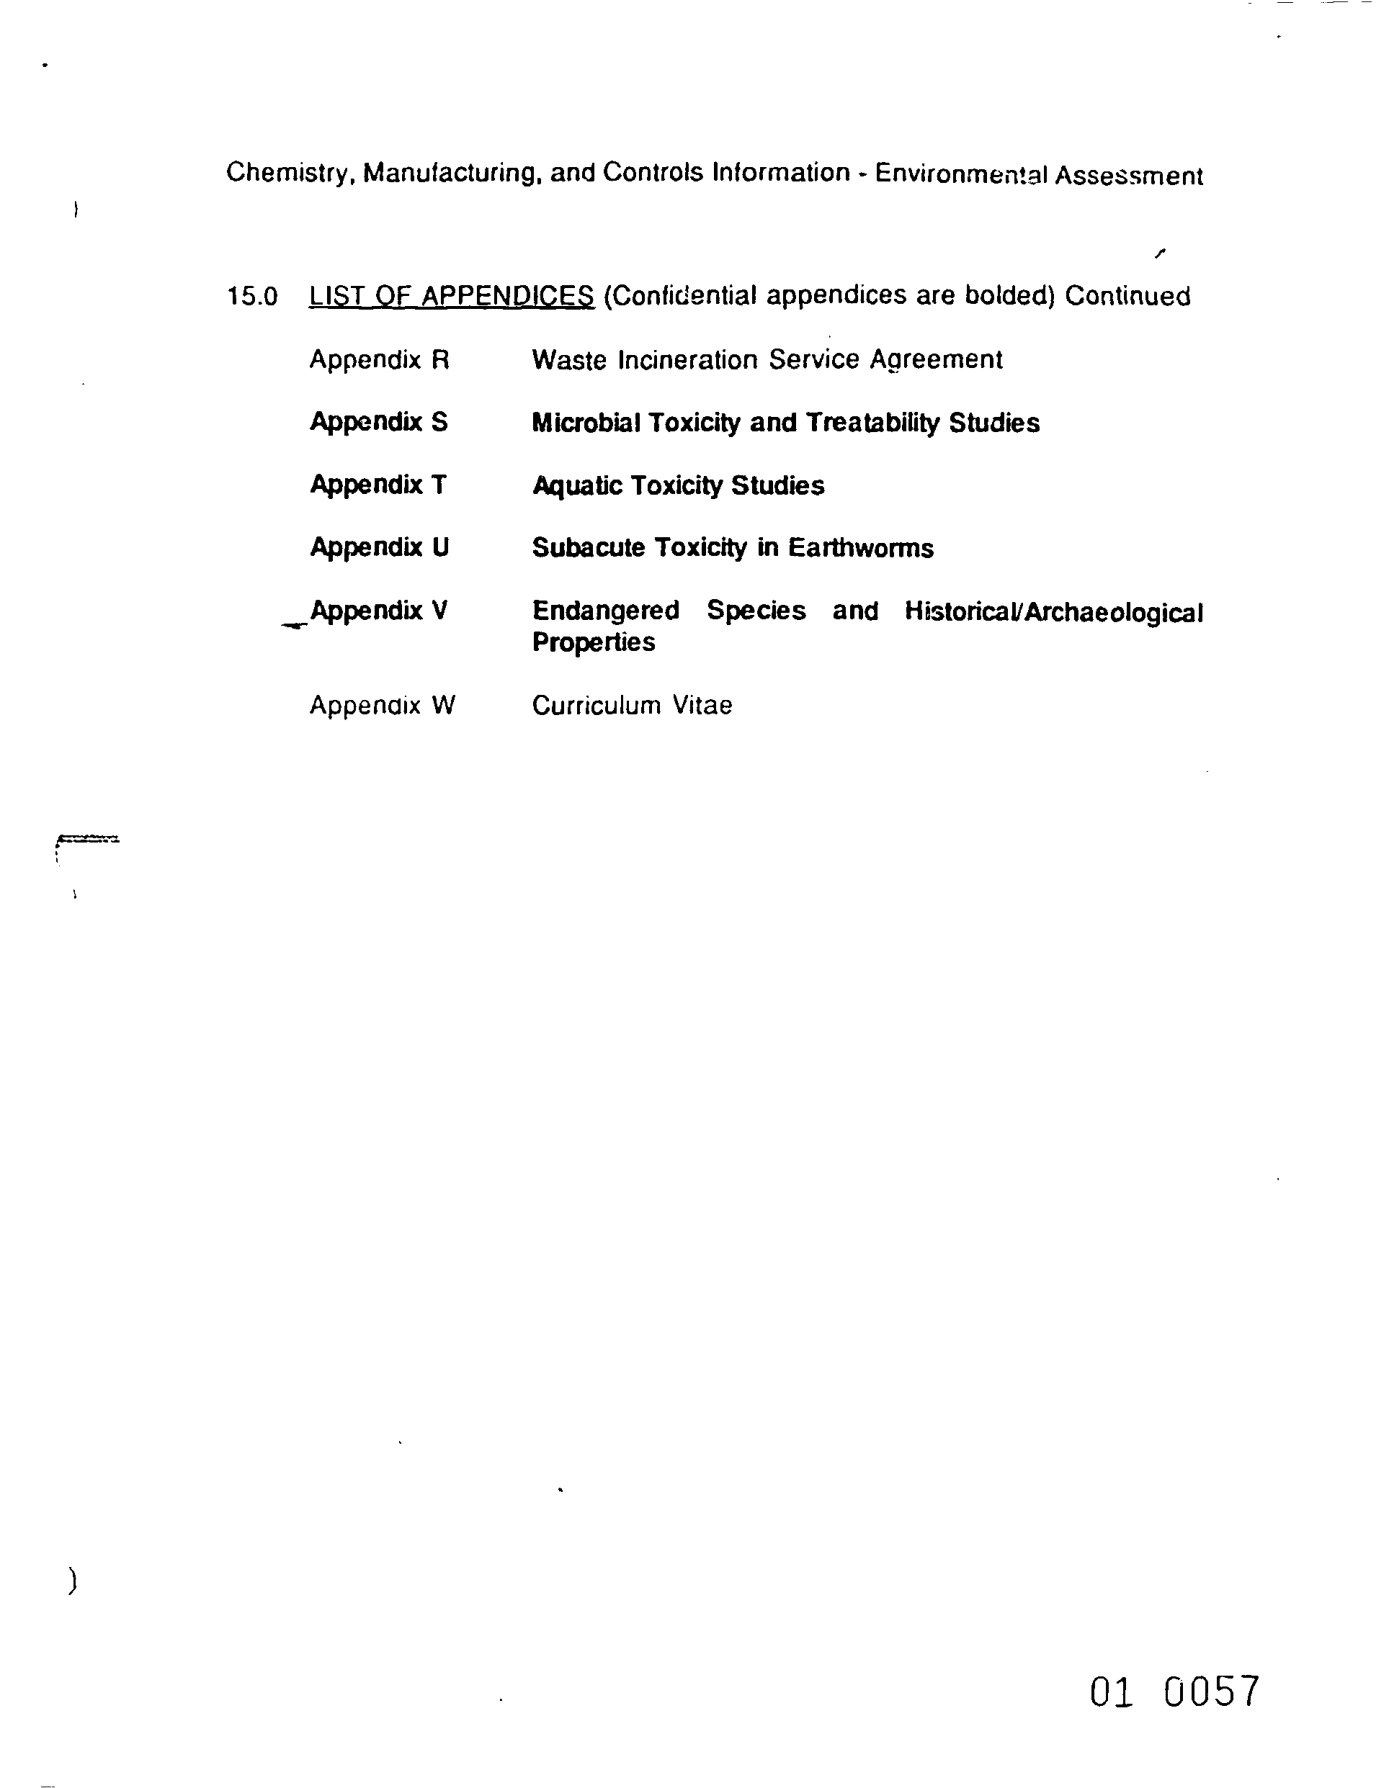 Chemistry, Manufacturing, and Controls Information - Environmental Assessment
15.0 LIST OF APPENDICES (Confidential appendices are bolded) Continued
Appendix R Waste Incineration Service Agreement
Appendix S Microbial Toxicity and Treatability Studies
Appendix T Aquatic Toxicity Studies
Appendix U Subacute Toxicity in Earthworms
Appendix V Endangered Species and Historical/Archaeological
Properties
Appendix W Curriculum Vitae
01 0057